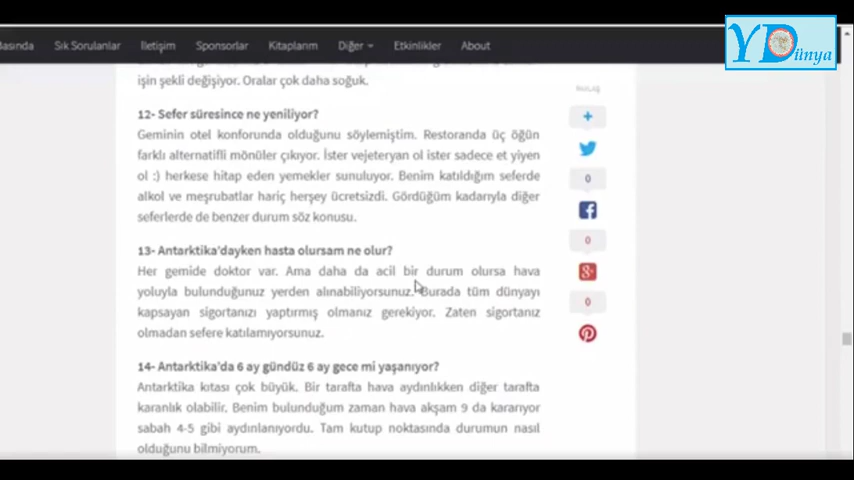 Sık Sorulanlar İletişim Sponsorlar Kitaplarım Diğer Etkinlikler About
YDünya
işin şekli değişiyor. Oralar çok daha soğuk.
12- Sefer süresince ne yeniliyor?
Geminin otel konforunda olduğunu söylemiştim. Restoranda üç öğün
farklı alternatifli mönüler çıkıyor. İster vejeteryan ol ister sadece et yiyen
ol :) herkese hitap eden yemekler sunuluyor. Benim katıldığım seferde
alkol ve meşrubatlar hariç herşey ücretsizdi. Gördüğüm kadarıyla diğer
seferlerde de benzer durum söz konusu.
13- Antarktika'dayken hasta olursam ne olur?
Her gemide doktor var. Ama daha da acil bir durum olursa hava
yoluyla bulunduğunuz yerden alınabiliyorsunuz. Burada tüm dünyayı
kapsayan sigortanızı yaptırmış olmanız gerekiyor. Zaten sigortanız
olmadan sefere katılamıyorsunuz.
14- Antarktika'da 6 ay gündüz 6 ay gece mi yaşanıyor?
Antarktika kıtası çok büyük. Bir tarafta hava aydınlıkken diğer tarafta
karanlık olabilir. Benim bulunduğum zaman hava akşam 9 da kararıyor
sabah 4-5 gibi aydınlanıyordu. Tam kutup noktasında durumun nasıl
olduğunu bilmiyorum.
+
0
0
0